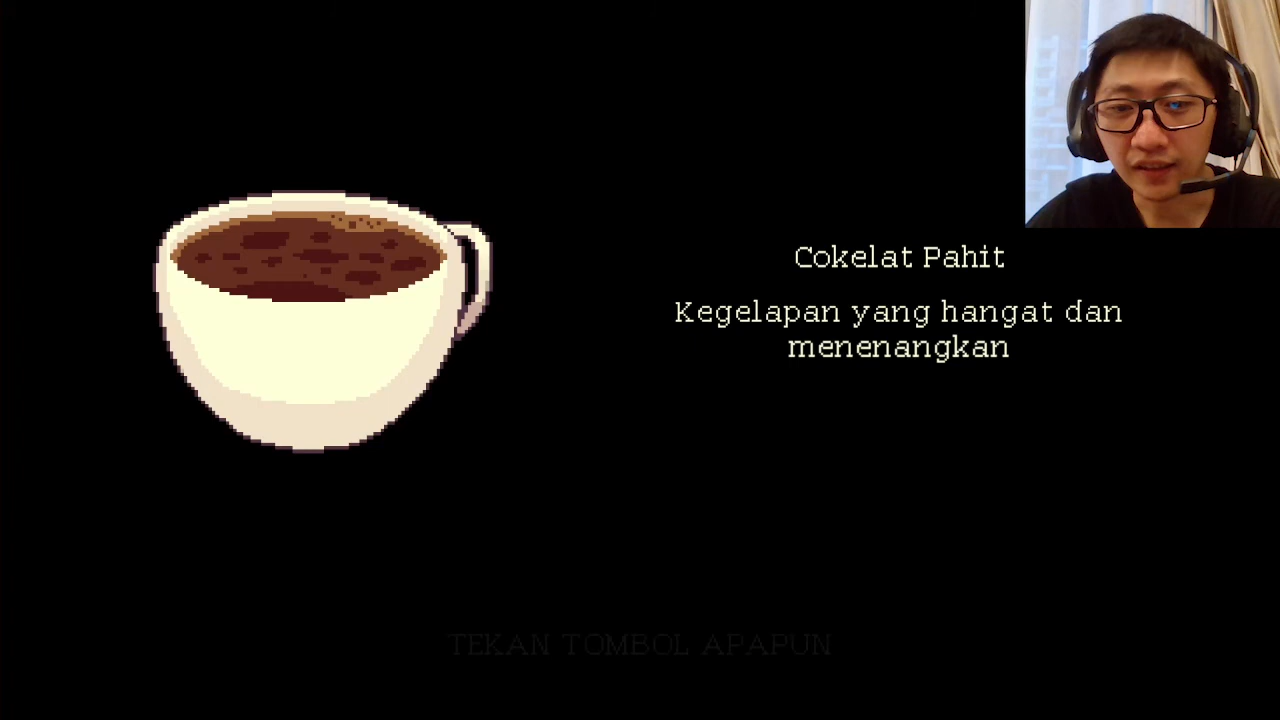 Cokelat Pahit
Kegelapan yang hangat dan
menenangkan
TEKAN TOMBOL APAPUN